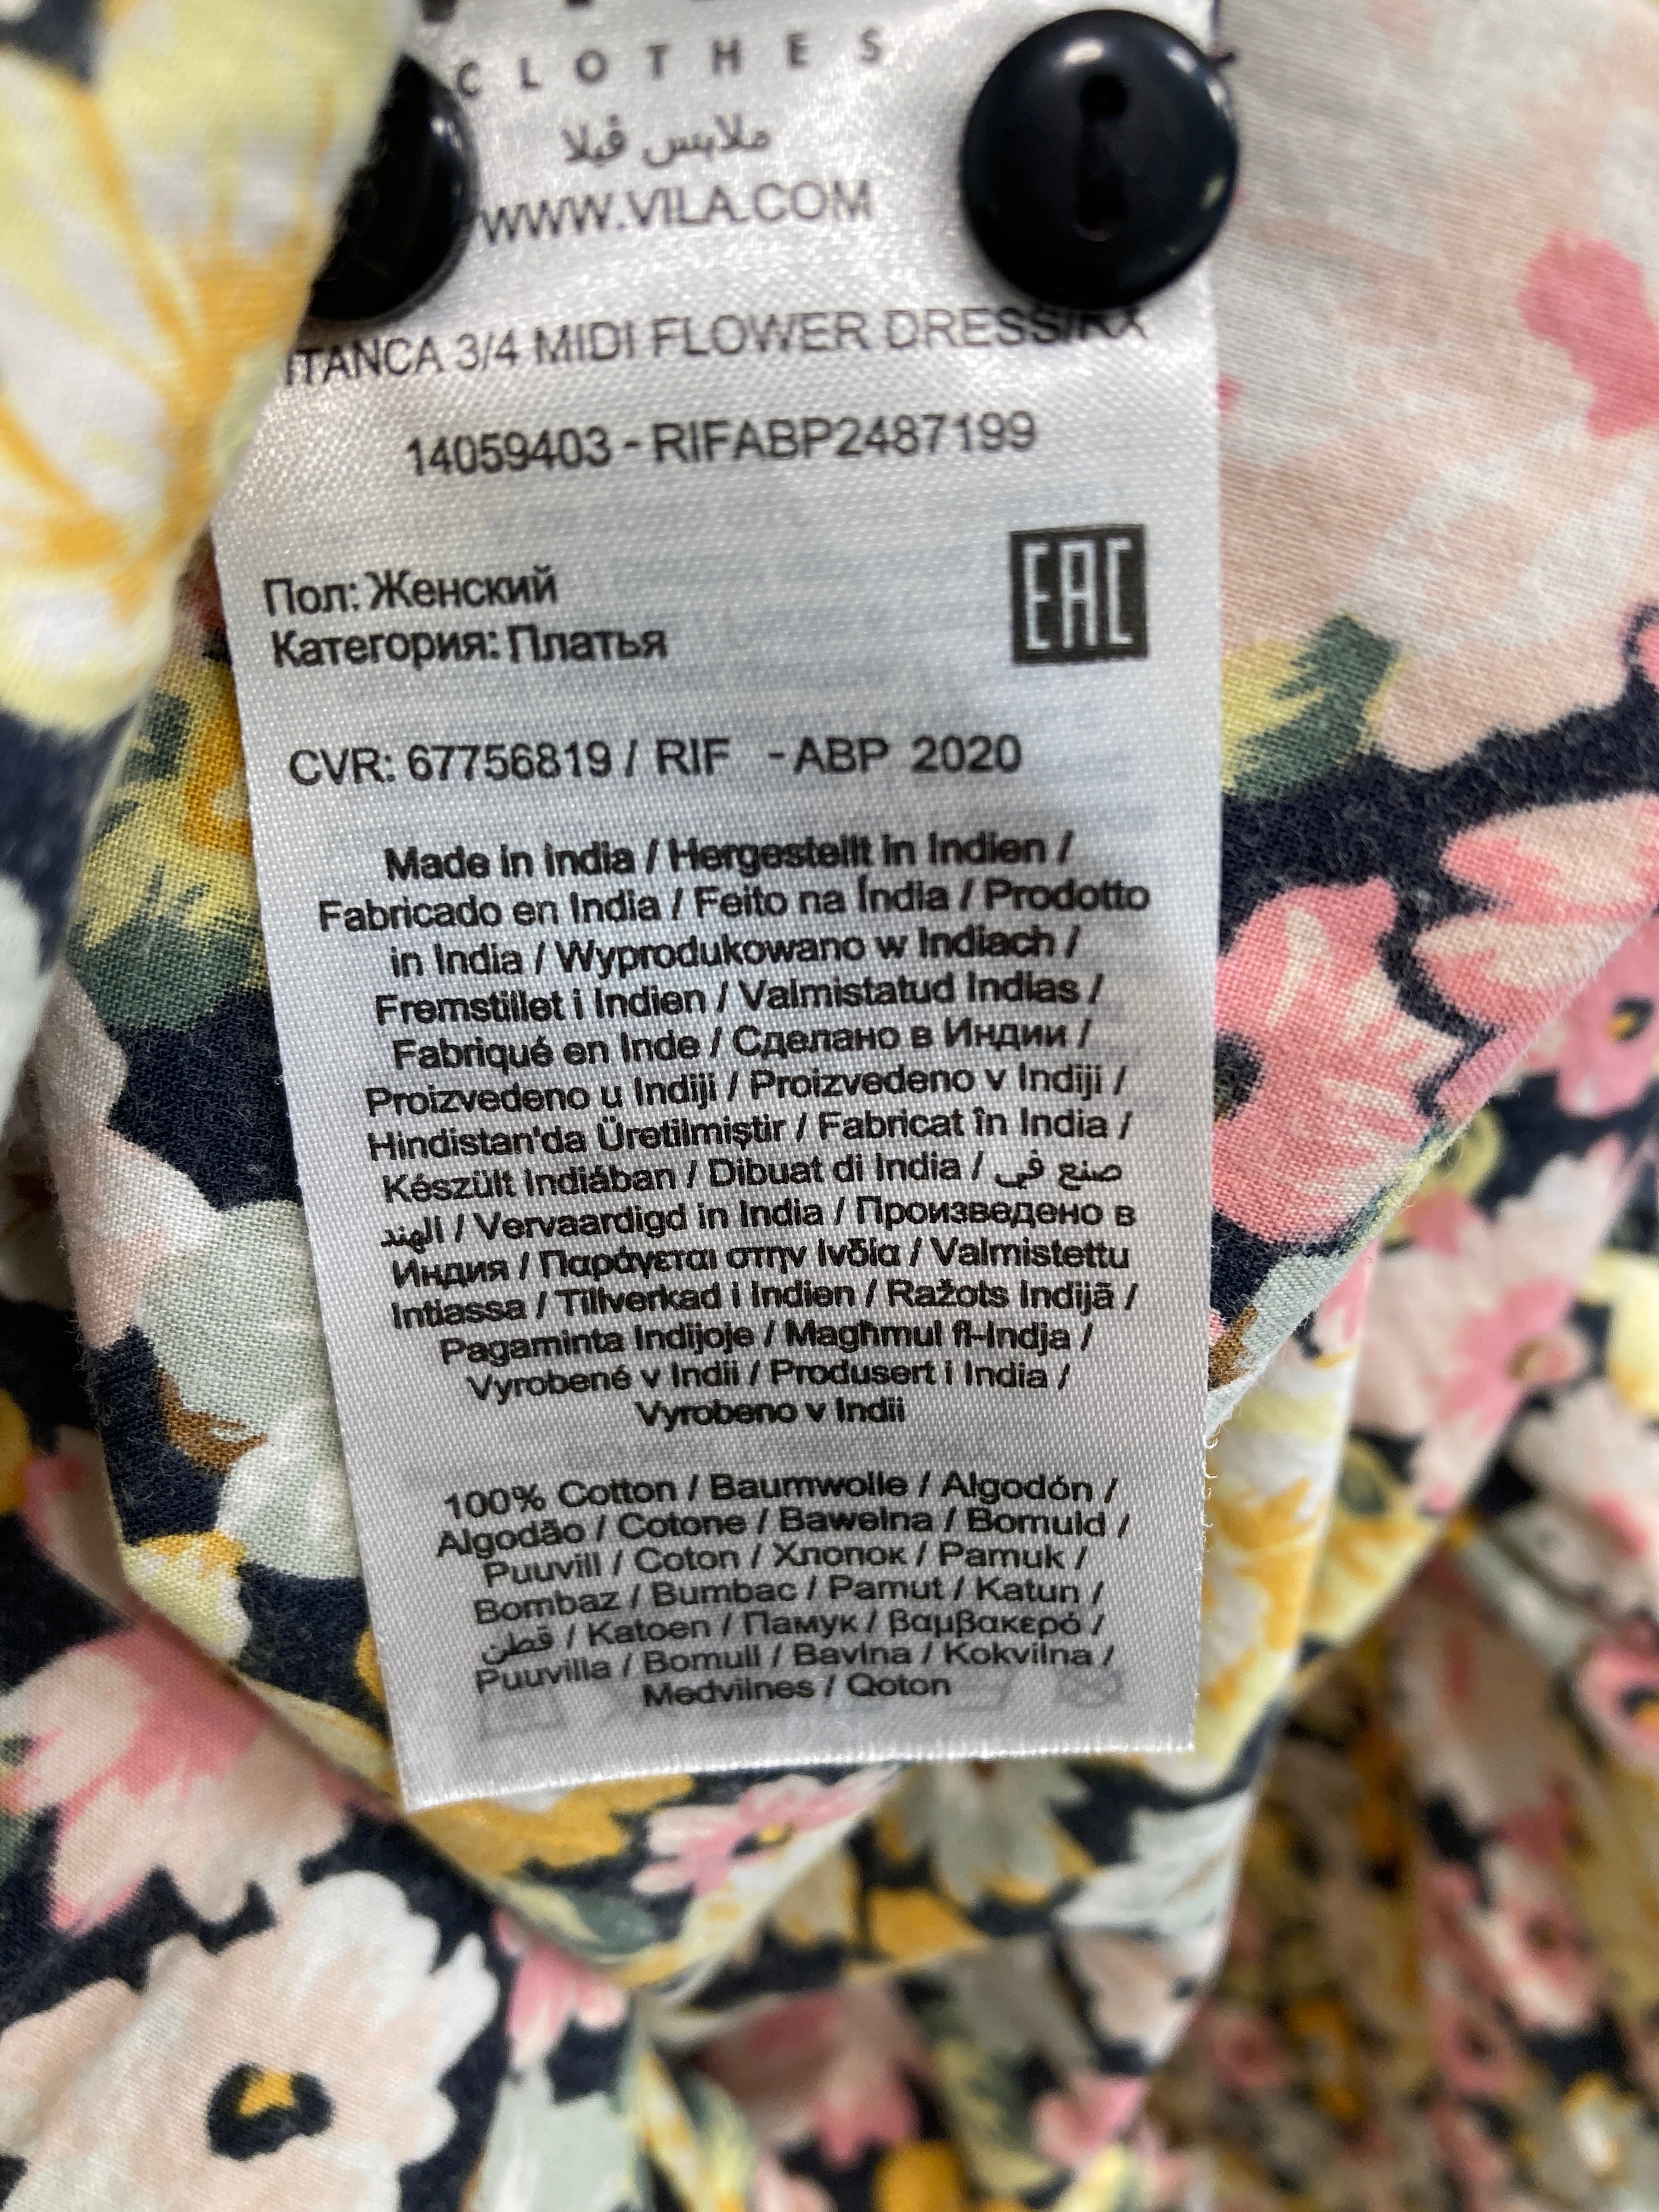 CLOTHES
ملابس ڤيلا
WWW.VILA.COM
ITANCA 3/4 MIDI FLOWER DRESS/RX
14059403 - RIFABP2487199
Пол: Женский
Категория: Платья
EAC
CVR: 67756819 / RIF - ABP 2020
Made in India / Hergestellt in Indien /
Fabricado en India / Feito na Índia / Prodotto
in India / Wyprodukowano w Indiach /
Fremstillet i Indien / Valmistatud Indias /
Fabriqué en Inde / Сделано в Индии /
Proizvedeno u Indiji / Proizvedeno v Indiji /
Hindistan'da Üretilmiştir / Fabricat în India /
Készült Indiában / Dibuat di India / صنع في
الهند / Vervaardigd in India / Произведено в
Индия / Παράγεται στην Ινδία / Valmistettu
Intiassa / Tillverkad i Indien / Ražots Indijā /
Pagaminta Indijoje / Magħmul fl-Indja /
Vyrobené v Indii / Produsert i India /
Vyrobeno v Indii
100% Cotton / Baumwolle / Algodón /
Algodão / Cotone / Bawełna / Bomuld /
Puuvill / Coton / Хлопок / Pamuk /
Bombaz / Bumbac / Pamut / Katun /
قطن / Katoen / Памук / βαμβακερό /
Puuvilla / Bomull / Bavlna / Kokvilna /
Medvilnes / Qoton